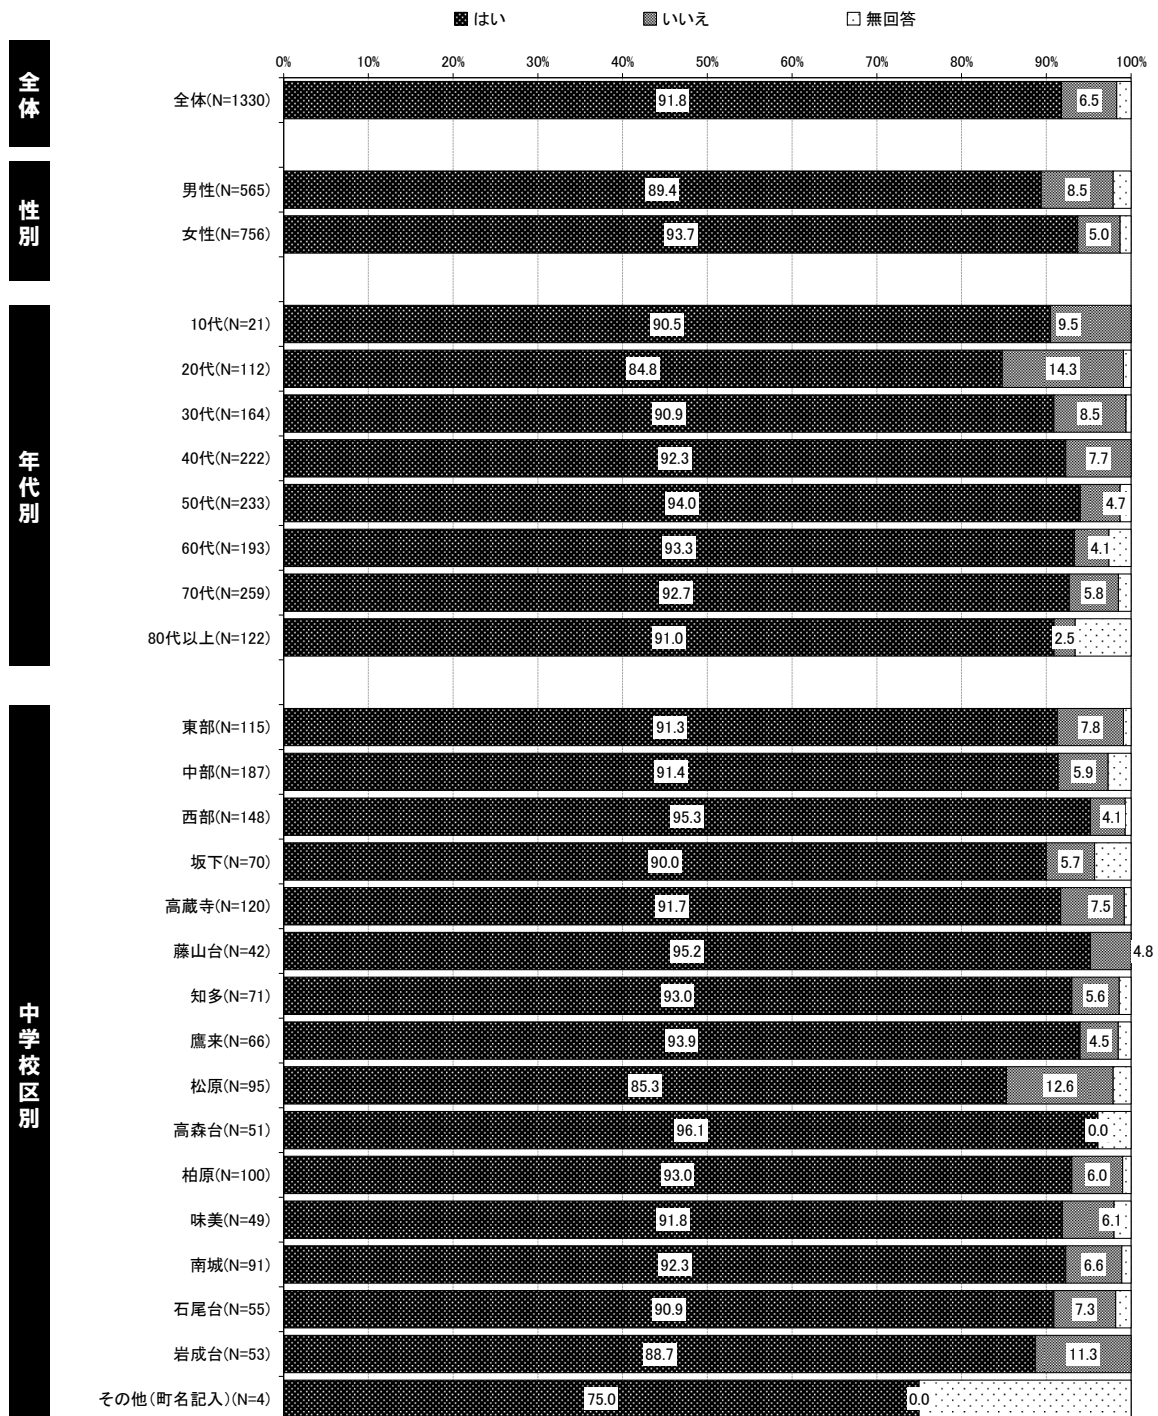 はい いいえ 無回答
0% 10% 20% 30% 40% 50% 60% 70% 80% 90% 100%
全体
全体(N=1330) 91.8 6.5
性別
男性(N=565) 89.4 8.5
女性(N=756) 93.7 5.0
年代別
10代(N=21) 90.5 9.5
20代(N=112) 84.8 14.3
30代(N=164) 90.9 8.5
40代(N=222) 92.3 7.7
50代(N=233) 94.0 4.7
60代(N=193) 93.3 4.1
70代(N=259) 92.7 5.8
80代以上(N=122) 91.0 2.5
中学校区別
東部(N=115) 91.3 7.8
中部(N=187) 91.4 5.9
西部(N=148) 95.3 4.1
坂下(N=70) 90.0 5.7
高蔵寺(N=120) 91.7 7.5
藤山台(N=42) 95.2 4.8
知多(N=71) 93.0 5.6
鷹来(N=66) 93.9 4.5
松原(N=95) 85.3 12.6
高森台(N=51) 96.1 0.0
柏原(N=100) 93.0 6.0
味美(N=49) 91.8 6.1
南城(N=91) 92.3 6.6
石尾台(N=55) 90.9 7.3
岩成台(N=53) 88.7 11.3
その他(町名記入)(N=4) 75.0 0.0